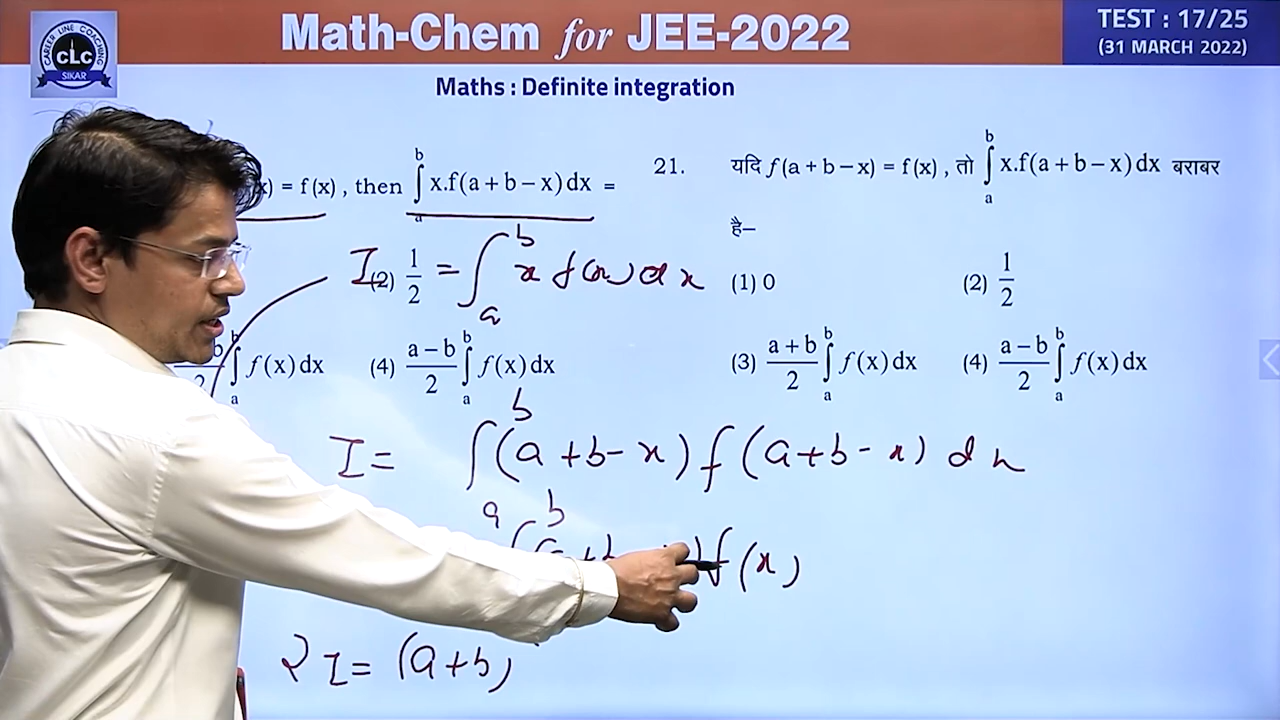 CAREER LINE COACHING
CLC
SIKAR
Math-Chem for JEE-2022
TEST : 17/25
(31 MARCH 2022)
Maths : Definite integration
x) = f(x) , then ∫_a^b x.f(a + b − x) dx =
(2) 1/2
b/2 ∫_a^b f(x) dx
(4) (a − b)/2 ∫_a^b f(x) dx
21. यदि f(a + b − x) = f(x) , तो ∫_a^b x.f(a + b − x) dx बराबर
है−
(1) 0
(2) 1/2
(3) (a + b)/2 ∫_a^b f(x) dx
(4) (a − b)/2 ∫_a^b f(x) dx
I = ∫_a^b x f(x) dx
I = ∫_a^b (a + b − x) f(a + b − x) dx
∫^b (a + b x) f(x)
2I = (a + b)